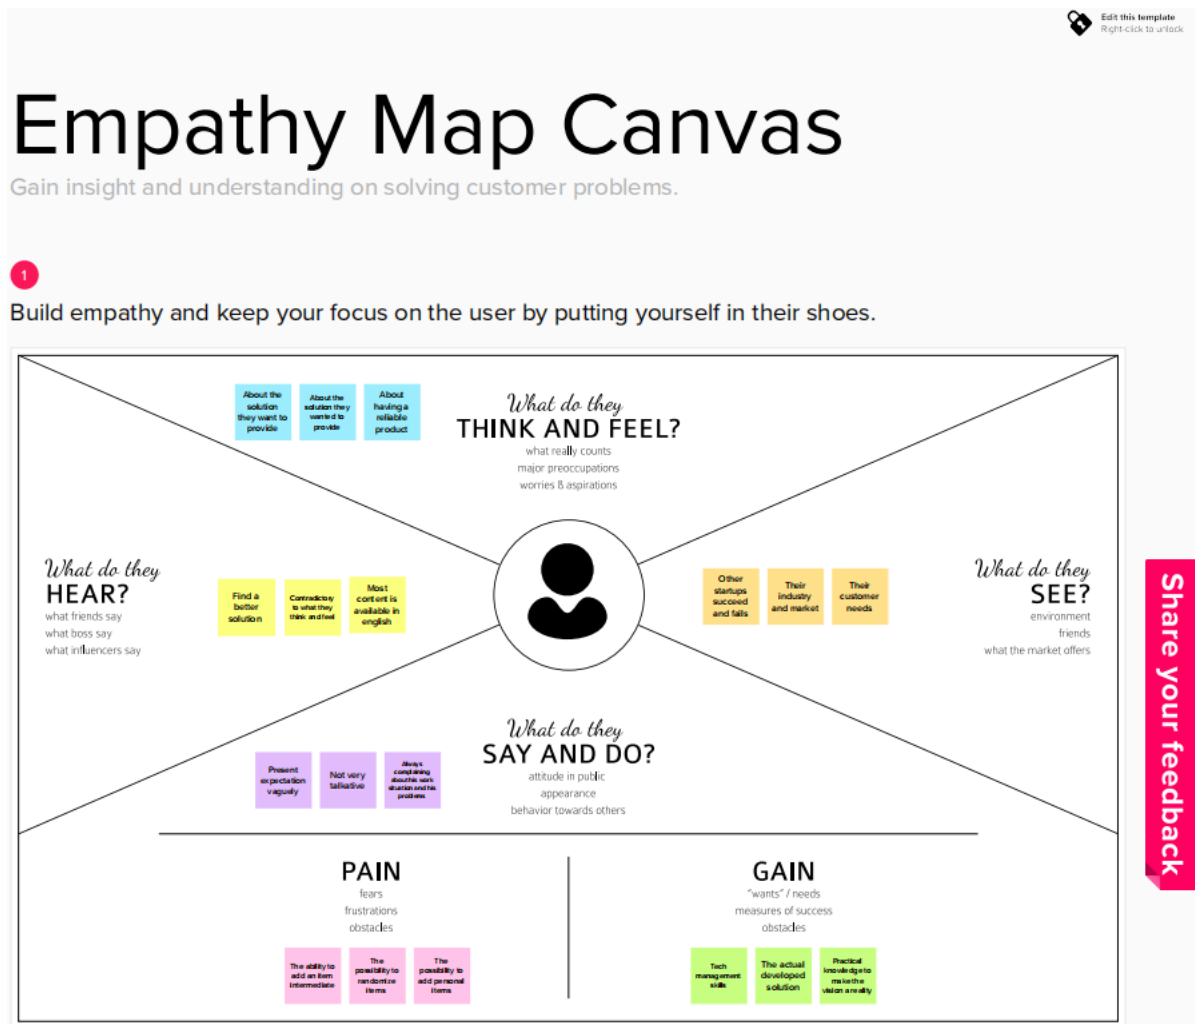 Edit this template
Right-click to unlock
Empathy Map Canvas
Gain insight and understanding on solving customer problems.
1
Build empathy and keep your focus on the user by putting yourself in their shoes.
About the
solution
they want to
provide
About the
solution they
wanted to
provide
About
having a
reliable
product
What do they
THINK AND FEEL?
what really counts
major preoccupations
worries & aspirations
What do they
HEAR?
what friends say
what boss say
what influencers say
Find a
better
solution
Contradictory
to what they
think and feel
Most
content is
available in
english
Other
startups
succeed
and fails
Their
industry
and market
Their
customer
needs
What do they
SEE?
environment
friends
what the market offers
What do they
SAY AND DO?
attitude in public
appearance
behavior towards others
Present
expectation
vaguely
Not very
talkative
Always
complaining
about his work
situation and his
problems
PAIN
fears
frustrations
obstacles
The ability to
add an item
intermediate
The
possibility to
randomize
items
The
possibility to
add personal
items
GAIN
"wants" / needs
measures of success
obstacles
Tech
management
skills
The actual
developed
solution
Practical
knowledge to
make the
vision a reality
Share your feedback